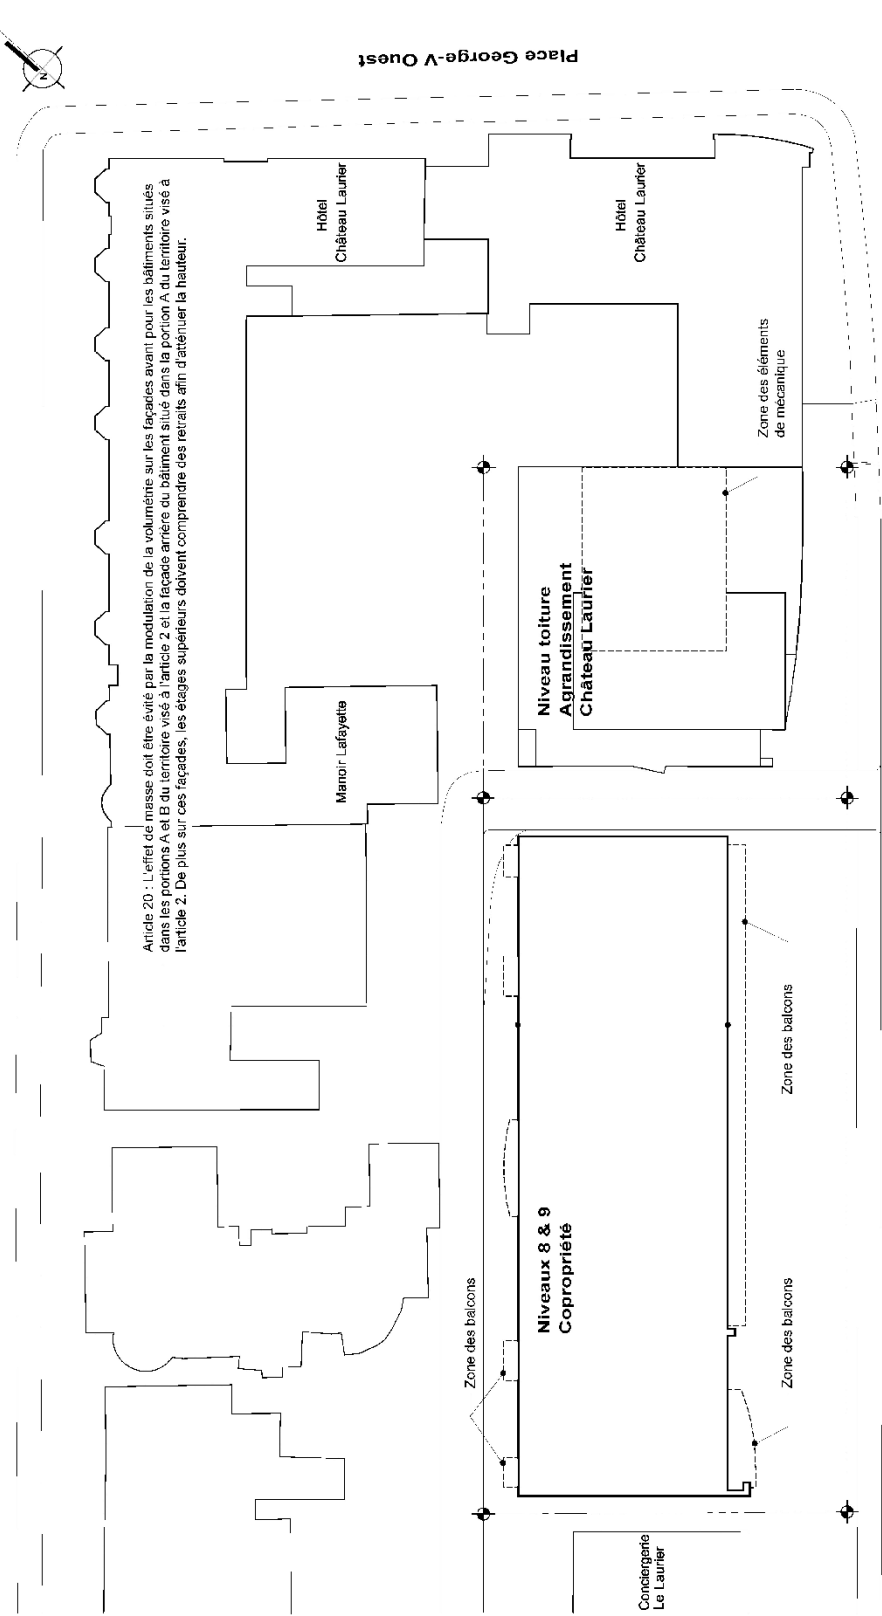 Place George-V Ouest
N
Article 20 : L'effet de masse doit être évité par la modulation de la volumétrie sur les façades avant pour les bâtiments situés
dans les portions A et B du territoire visé à l'article 2 et la façade arrière du bâtiment situé dans la portion A du territoire visé à
l'article 2. De plus sur ces façades, les étages supérieurs doivent comprendre des retraits afin d'atténuer la hauteur.
Hôtel
Château Laurier
Hôtel
Château Laurier
Zone des éléments
de mécanique
Niveau toiture
Agrandissement
Château Laurier
Manoir Lafayette
Zone des balcons
Niveaux 8 & 9
Copropriété
Zone des balcons
Zone des balcons
Conciergerie
Le Laurier